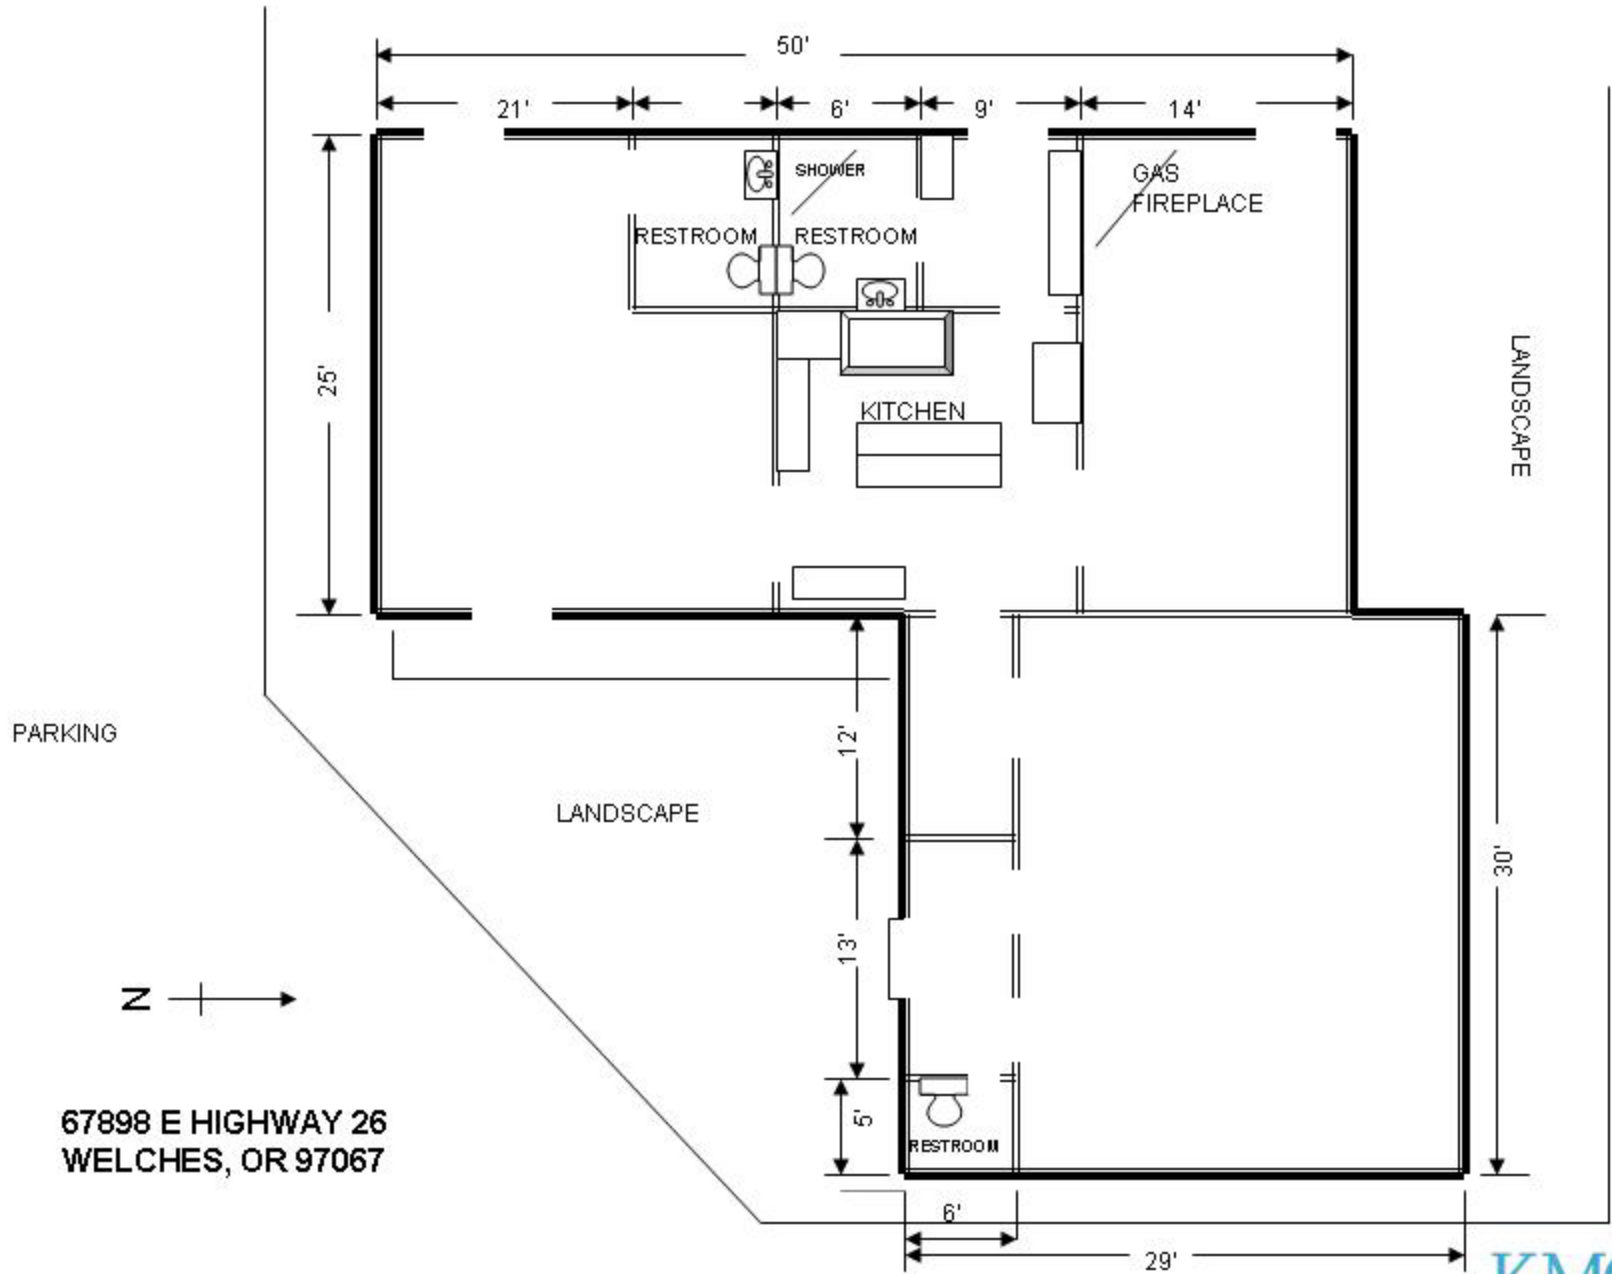 50'
21'
6'
9'
14'
SHOWER
GAS
FIREPLACE
RESTROOM
RESTROOM
25'
LANDSCAPE
KITCHEN
PARKING
12'
LANDSCAPE
30'
13'
N
67898 E HIGHWAY 26
WELCHES, OR 97067
5'
RESTROOM
6'
29'